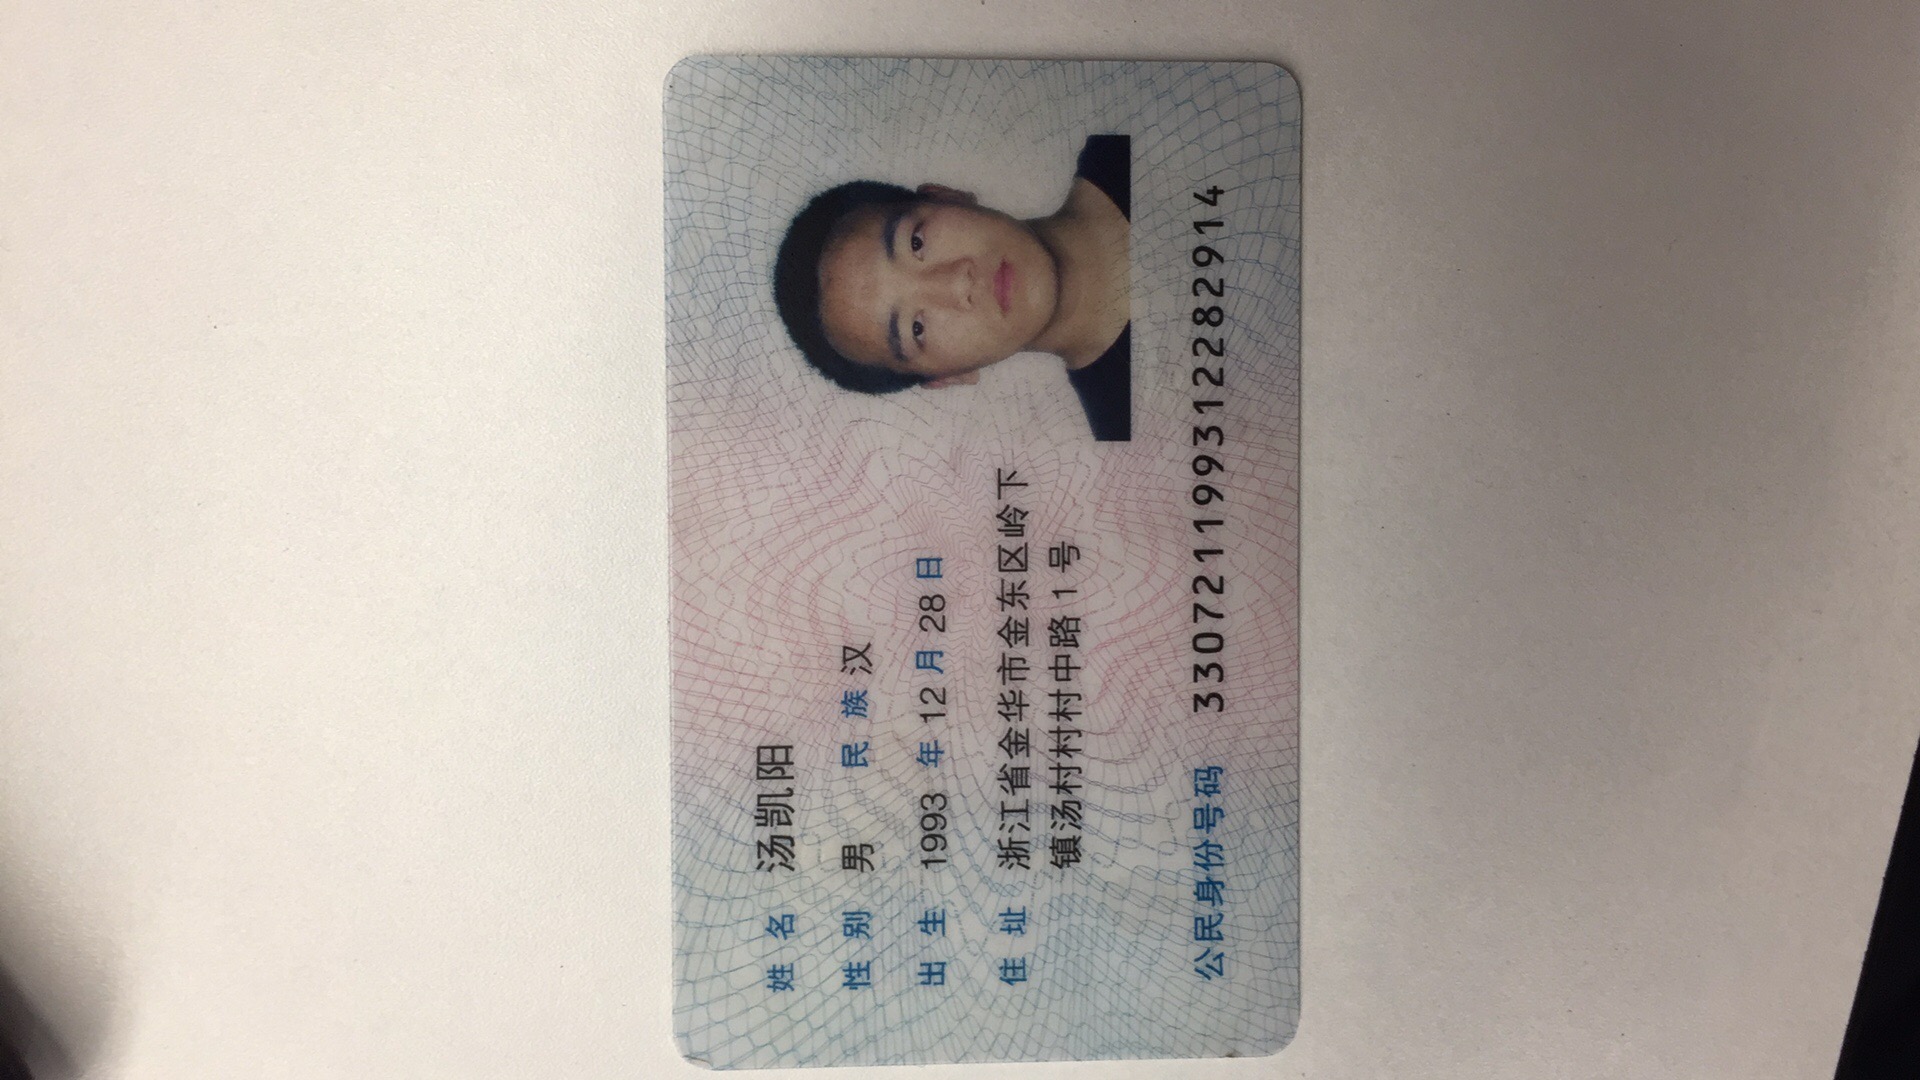 姓名 汤凯阳
性别 男 民族 汉
出生 1993 年 12 月 28 日
住址 浙江省金华市金东区岭下
镇汤村村村中路 1 号
公民身份号码 330721199312282914